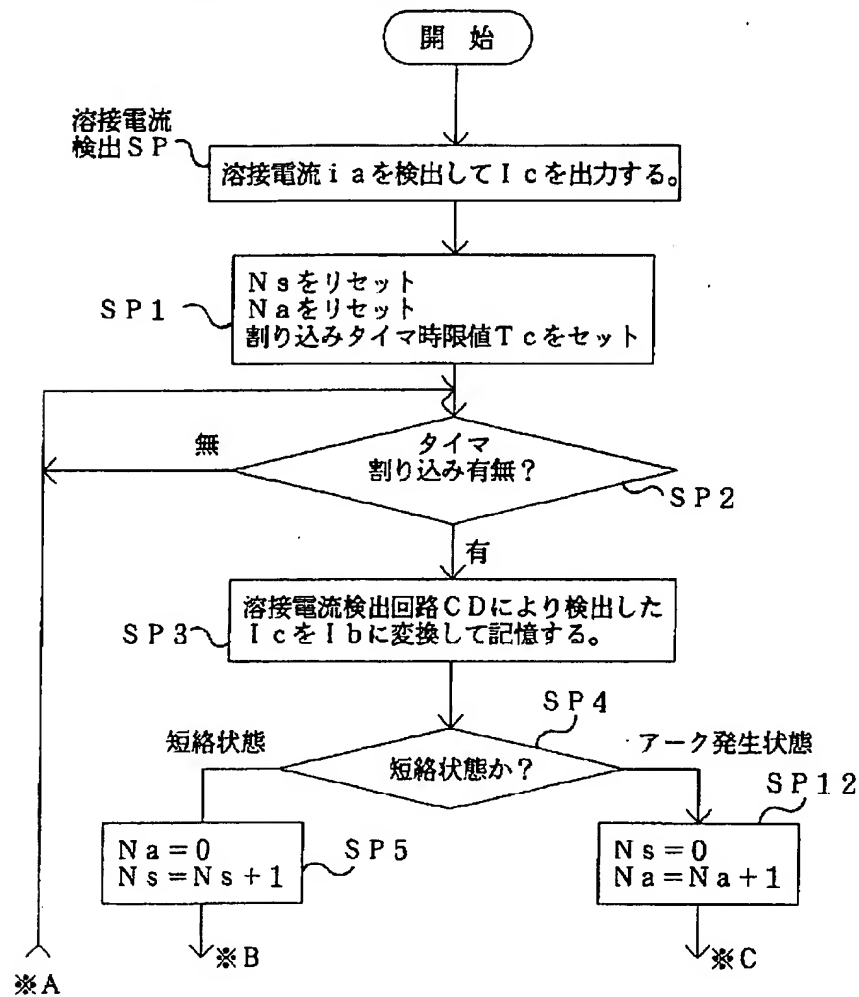 開 始
溶接電流
検出SP
溶接電流iaを検出してIcを出力する。
SP1
Nsをリセット
Naをリセット
割り込みタイマ時限値Tcをセット
無
タイマ
割り込み有無？
SP2
有
SP3
溶接電流検出回路CDにより検出した
IcをIbに変換して記憶する。
SP4
短絡状態
短絡状態か？
アーク発生状態
SP12
Na=0
Ns=Ns+1
SP5
Ns=0
Na=Na+1
※A
※B
※C